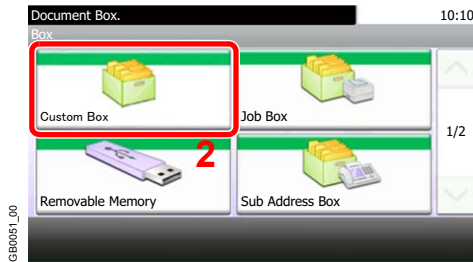 Document Box.
10:10
Box
Custom Box
Job Box
1/2
2
Removable Memory
Sub Address Box
GB0051_00